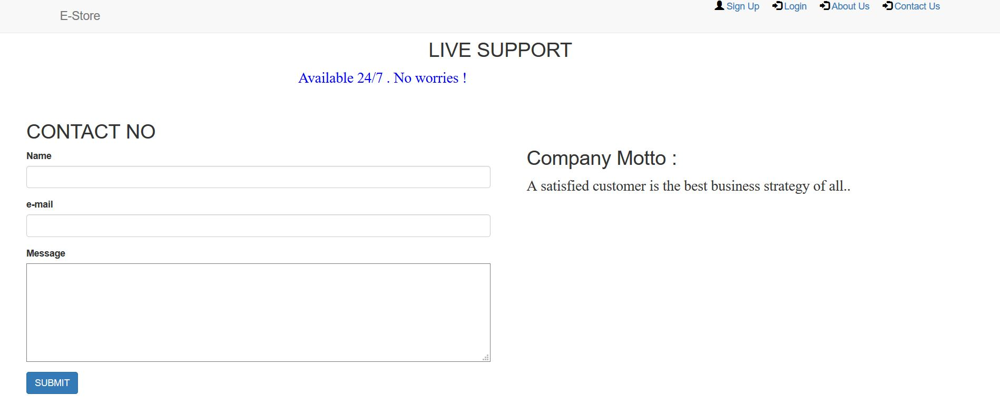 E-Store
Sign Up Login About Us Contact Us
LIVE SUPPORT
Available 24/7 . No worries !
CONTACT NO
Name
e-mail
Message
SUBMIT
Company Motto :
A satisfied customer is the best business strategy of all..